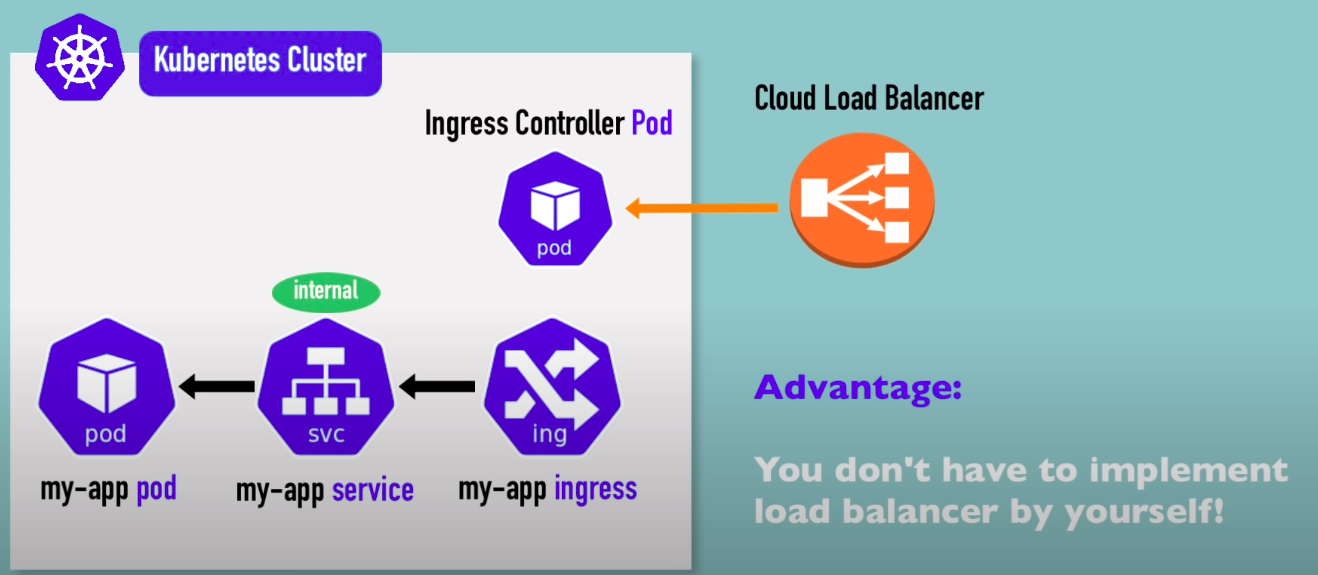 Kubernetes Cluster
Ingress Controller Pod
Cloud Load Balancer
pod
internal
pod
svc
ing
my-app pod
my-app service
my-app ingress
Advantage:
You don't have to implement
load balancer by yourself!